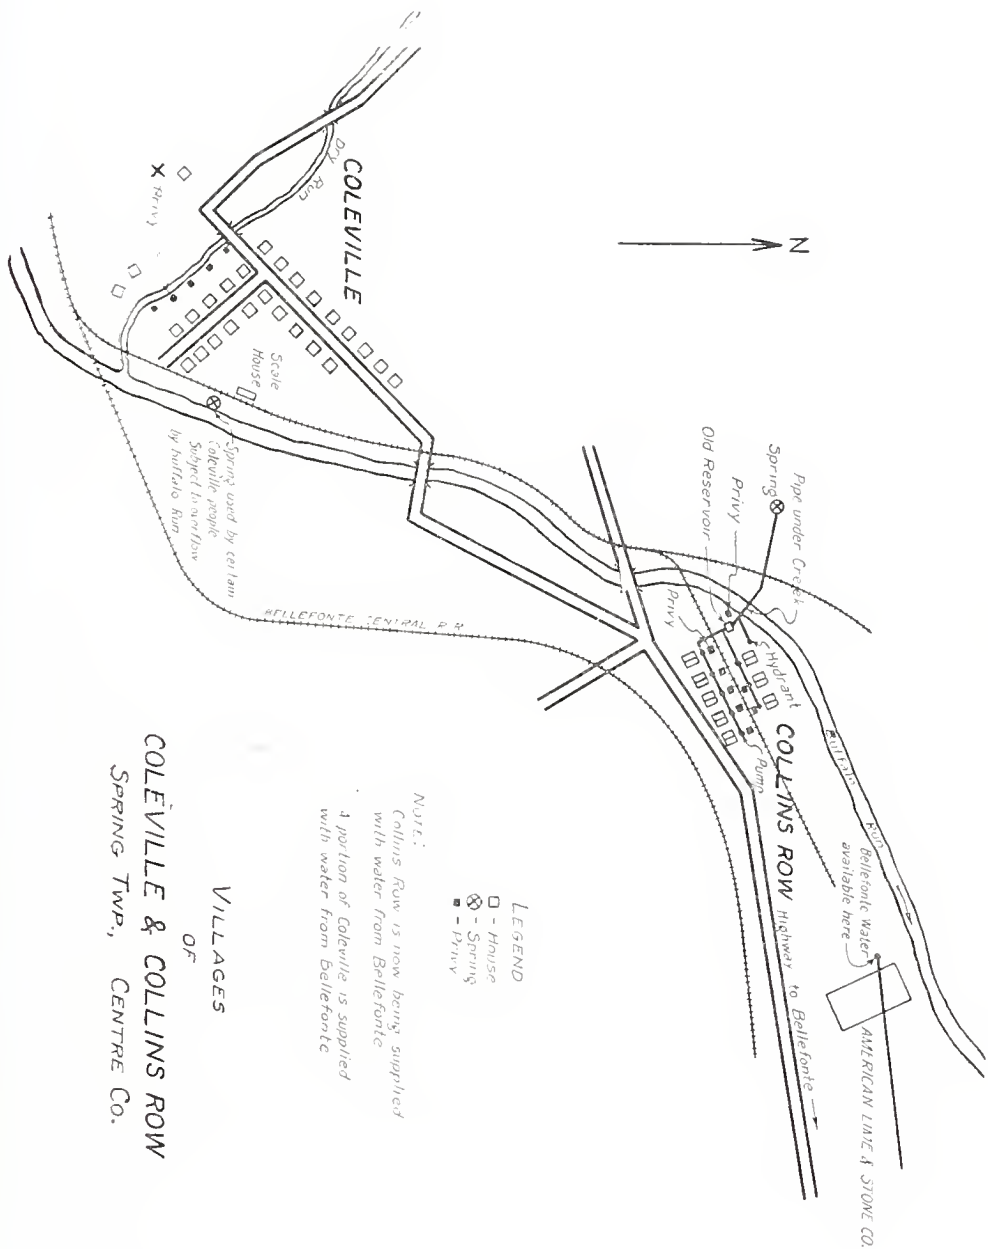 VILLAGES
OF
COLEVILLE & COLLINS ROW
SPRING TWP., CENTRE CO.
LEGEND
- House
- Spring
- Privy
NOTE:
Collins Row is now being supplied
with water from Bellefonte
A portion of Coleville is supplied
with water from Bellefonte
N
COLEVILLE
Dry Run
Privy
Scale
House
Spring used by certain
Coleville people
Subject to overflow
by buffalo Run
BELLEFONTE CENTRAL R R
Pipe under Creek
Spring
Privy
Old Reservoir
Privy
Hydrant
Pump
COLLINS ROW
Buffalo Run
Highway to Bellefonte
Bellefonte Water
available here
AMERICAN LIME & STONE CO.